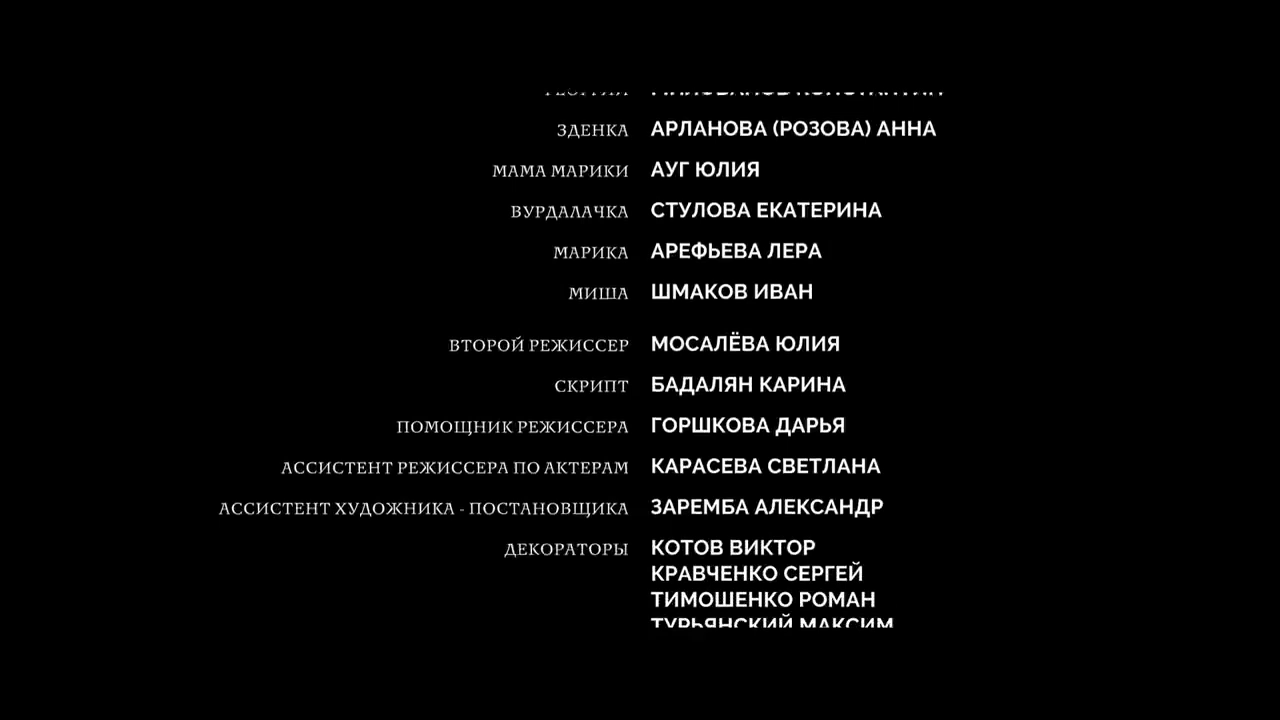 ЗДЕНКА АРЛАНОВА (РОЗОВА) АННА
МАМА МАРИКИ АУГ ЮЛИЯ
ВУРДАЛАЧКА СТУЛОВА ЕКАТЕРИНА
МАРИКА АРЕФЬЕВА ЛЕРА
МИША ШМАКОВ ИВАН
ВТОРОЙ РЕЖИССЕР МОСАЛЁВА ЮЛИЯ
СКРИПТ БАДАЛЯН КАРИНА
ПОМОЩНИК РЕЖИССЕРА ГОРШКОВА ДАРЬЯ
АССИСТЕНТ РЕЖИССЕРА ПО АКТЕРАМ КАРАСЕВА СВЕТЛАНА
АССИСТЕНТ ХУДОЖНИКА - ПОСТАНОВЩИКА ЗАРЕМБА АЛЕКСАНДР
ДЕКОРАТОРЫ КОТОВ ВИКТОР
КРАВЧЕНКО СЕРГЕЙ
ТИМОШЕНКО РОМАН
ТУРЬЯНСКИЙ МАКСИМ